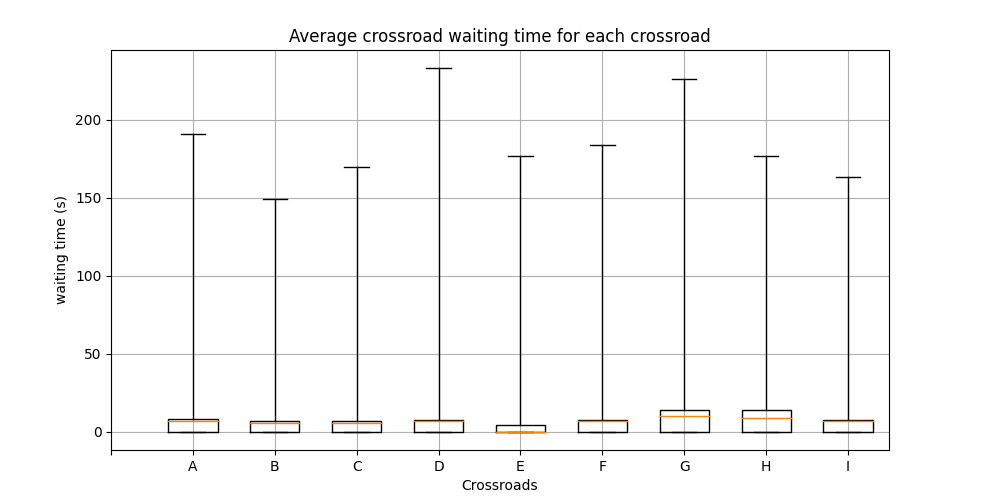 Average crossroad waiting time for each crossroad
waiting time (s)
200
150
100
50
0
A B C D E F G H I
Crossroads